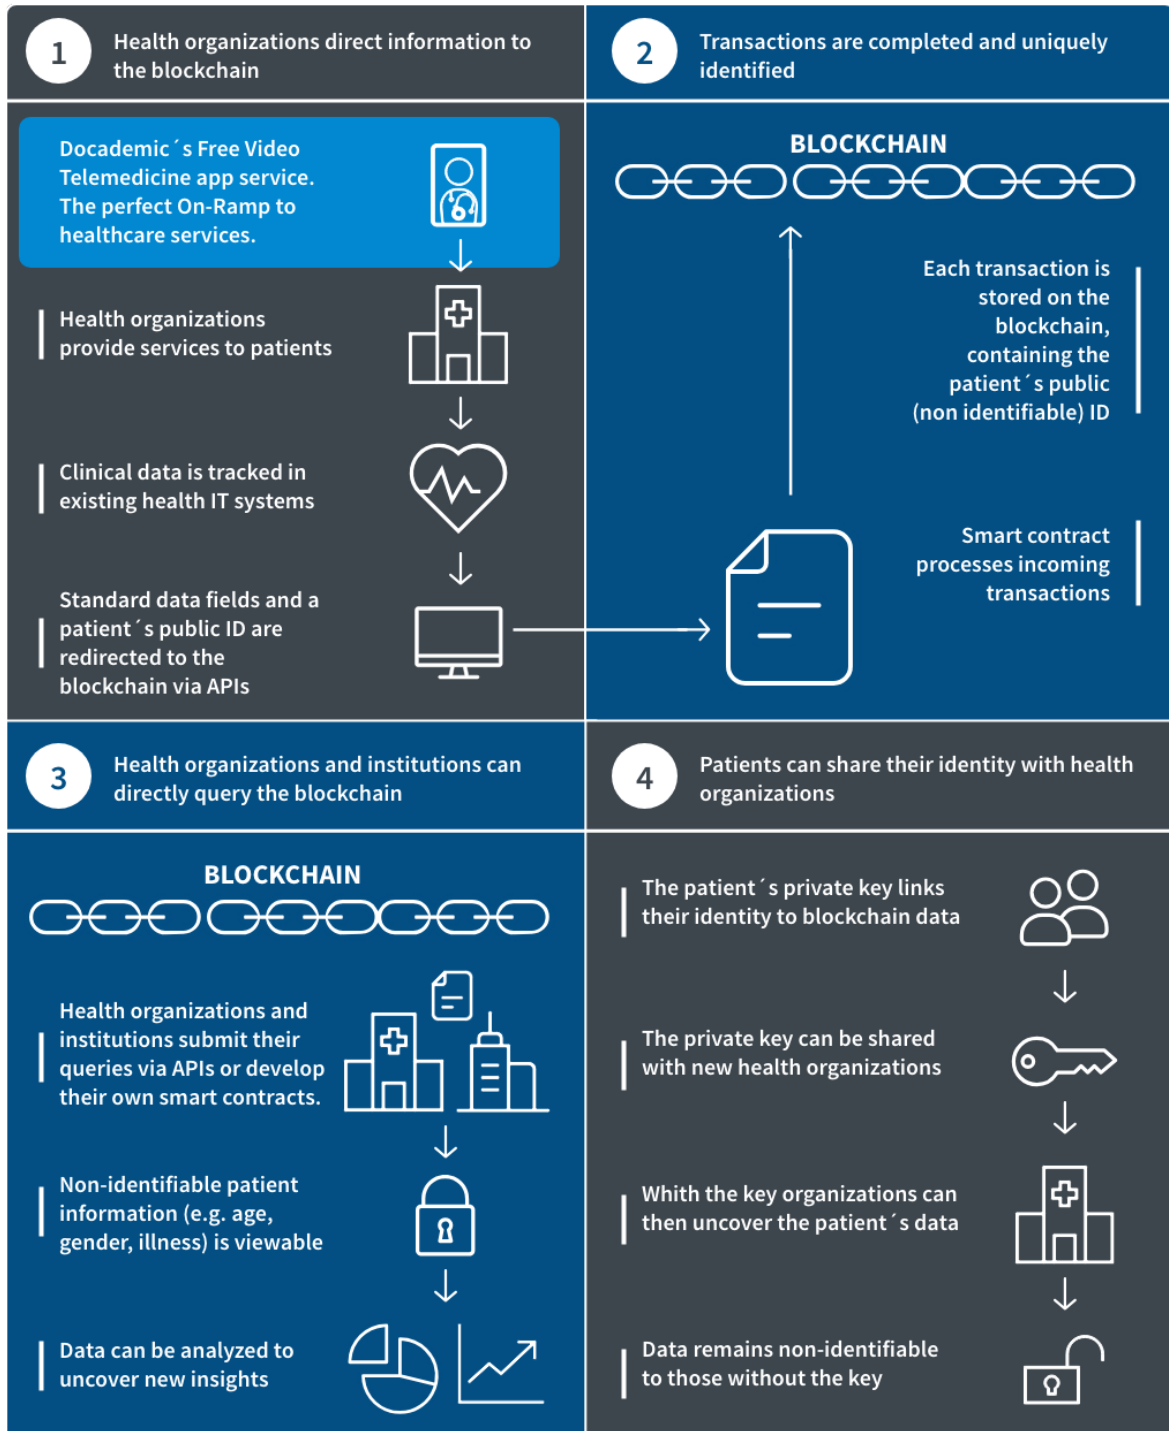 1
Health organizations direct information to
the blockchain
Docademic´s Free Video
Telemedicine app service.
The perfect On-Ramp to
healthcare services.
Health organizations
provide services to patients
Clinical data is tracked in
existing health IT systems
Standard data fields and a
patient´s public ID are
redirected to the
blockchain via APIs
2
Transactions are completed and uniquely
identified
BLOCKCHAIN
Each transaction is
stored on the
blockchain,
containing the
patient´s public
(non identifiable) ID
Smart contract
processes incoming
transactions
3
Health organizations and institutions can
directly query the blockchain
BLOCKCHAIN
Health organizations and
institutions submit their
queries via APIs or develop
their own smart contracts.
Non-identifiable patient
information (e.g. age,
gender, illness) is viewable
Data can be analyzed to
uncover new insights
4
Patients can share their identity with health
organizations
The patient´s private key links
their identity to blockchain data
The private key can be shared
with new health organizations
Whith the key organizations can
then uncover the patient´s data
Data remains non-identifiable
to those without the key